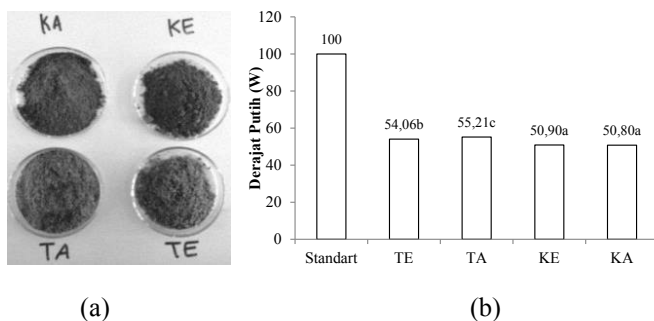 KA KE
TA TE
(a)
Derajat Putih (W)
120
100
80
60
40
20
0
100
54,06b
55,21c
50,90a
50,80a
Standart TE TA KE KA
(b)